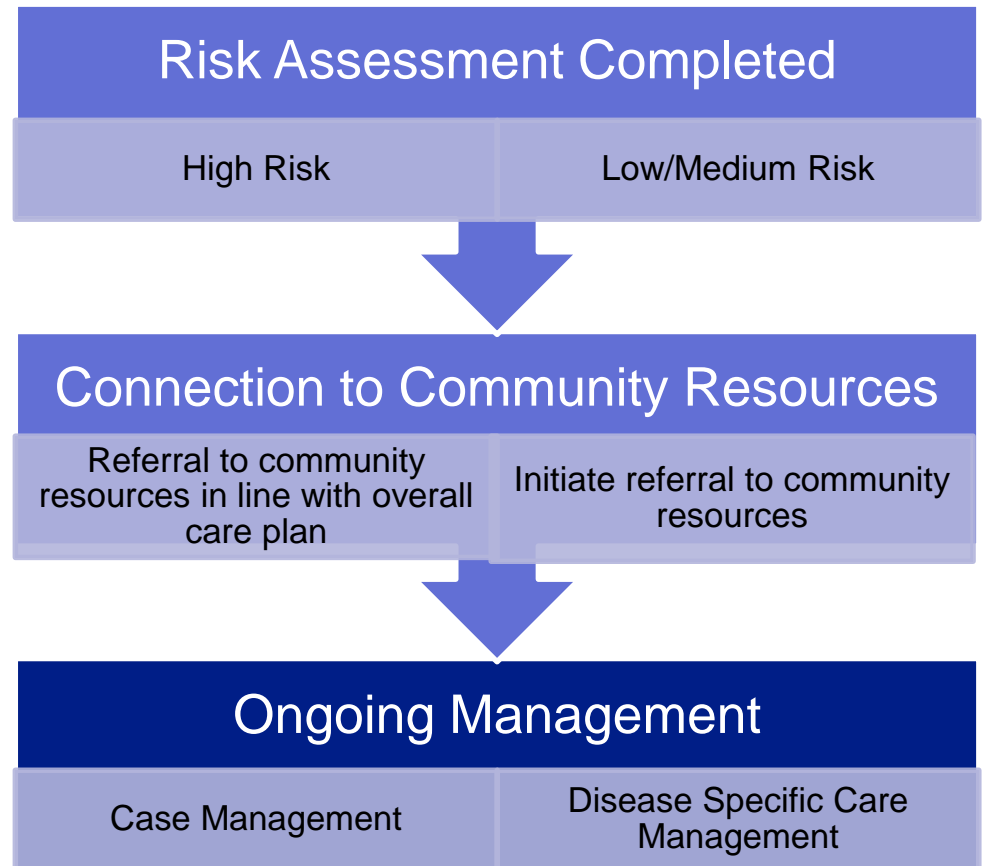 Risk Assessment Completed
High Risk
Low/Medium Risk
Connection to Community Resources
Referral to community
resources in line with overall
care plan
Initiate referral to community
resources
Ongoing Management
Case Management
Disease Specific Care
Management